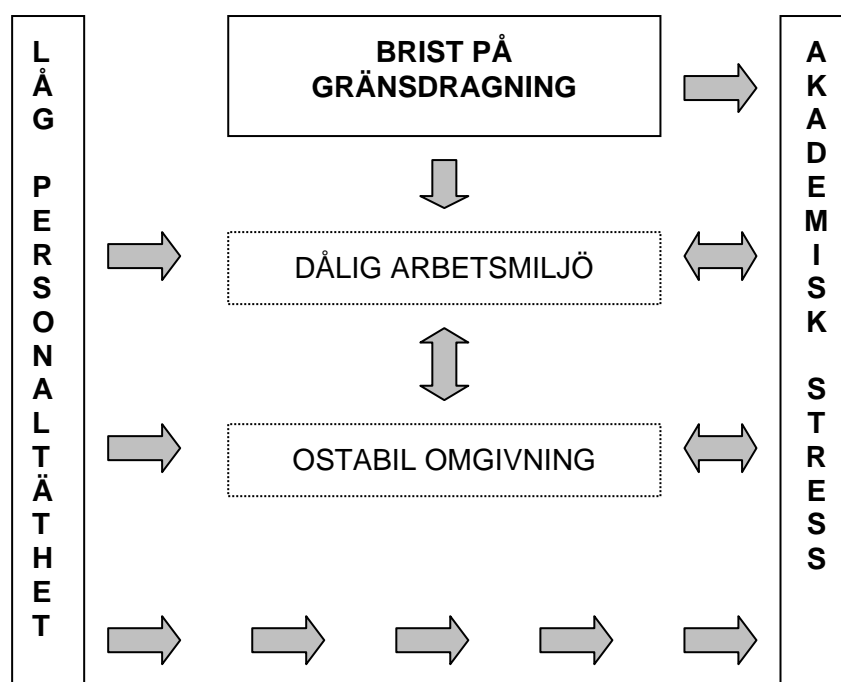 LÅG PERSONALTÄTHET
BRIST PÅ
GRÄNSDRAGNING
DÅLIG ARBETSMILJÖ
OSTABIL OMGIVNING
AKADEMISK STRESS